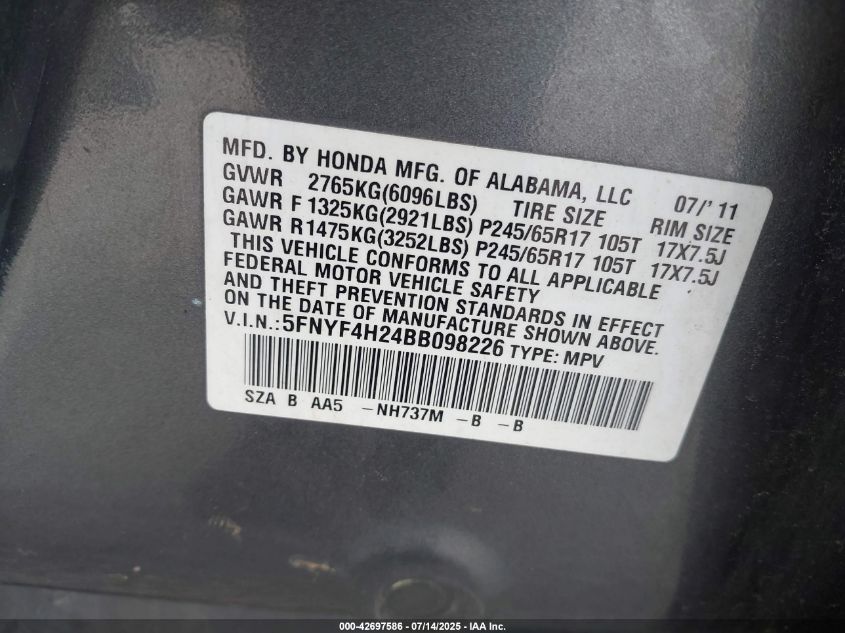 MFD. BY HONDA MFG. OF ALABAMA, LLC 07/'11
GVWR 2765KG(6096LBS) TIRE SIZE RIM SIZE
GAWR F 1325KG(2921LBS) P245/65R17 105T 17X7.5J
GAWR R1475KG(3252LBS) P245/65R17 105T 17X7.5J
THIS VEHICLE CONFORMS TO ALL APPLICABLE
FEDERAL MOTOR VEHICLE SAFETY
AND THEFT PREVENTION STANDARDS IN EFFECT
ON THE DATE OF MANUFACTURE SHOWN ABOVE.
V.I.N.:5FNYF4H24BB098226 TYPE: MPV
SZA B AA5 -NH737M -B -B
000-42697586 / 07/14/2025 - IAA Inc.